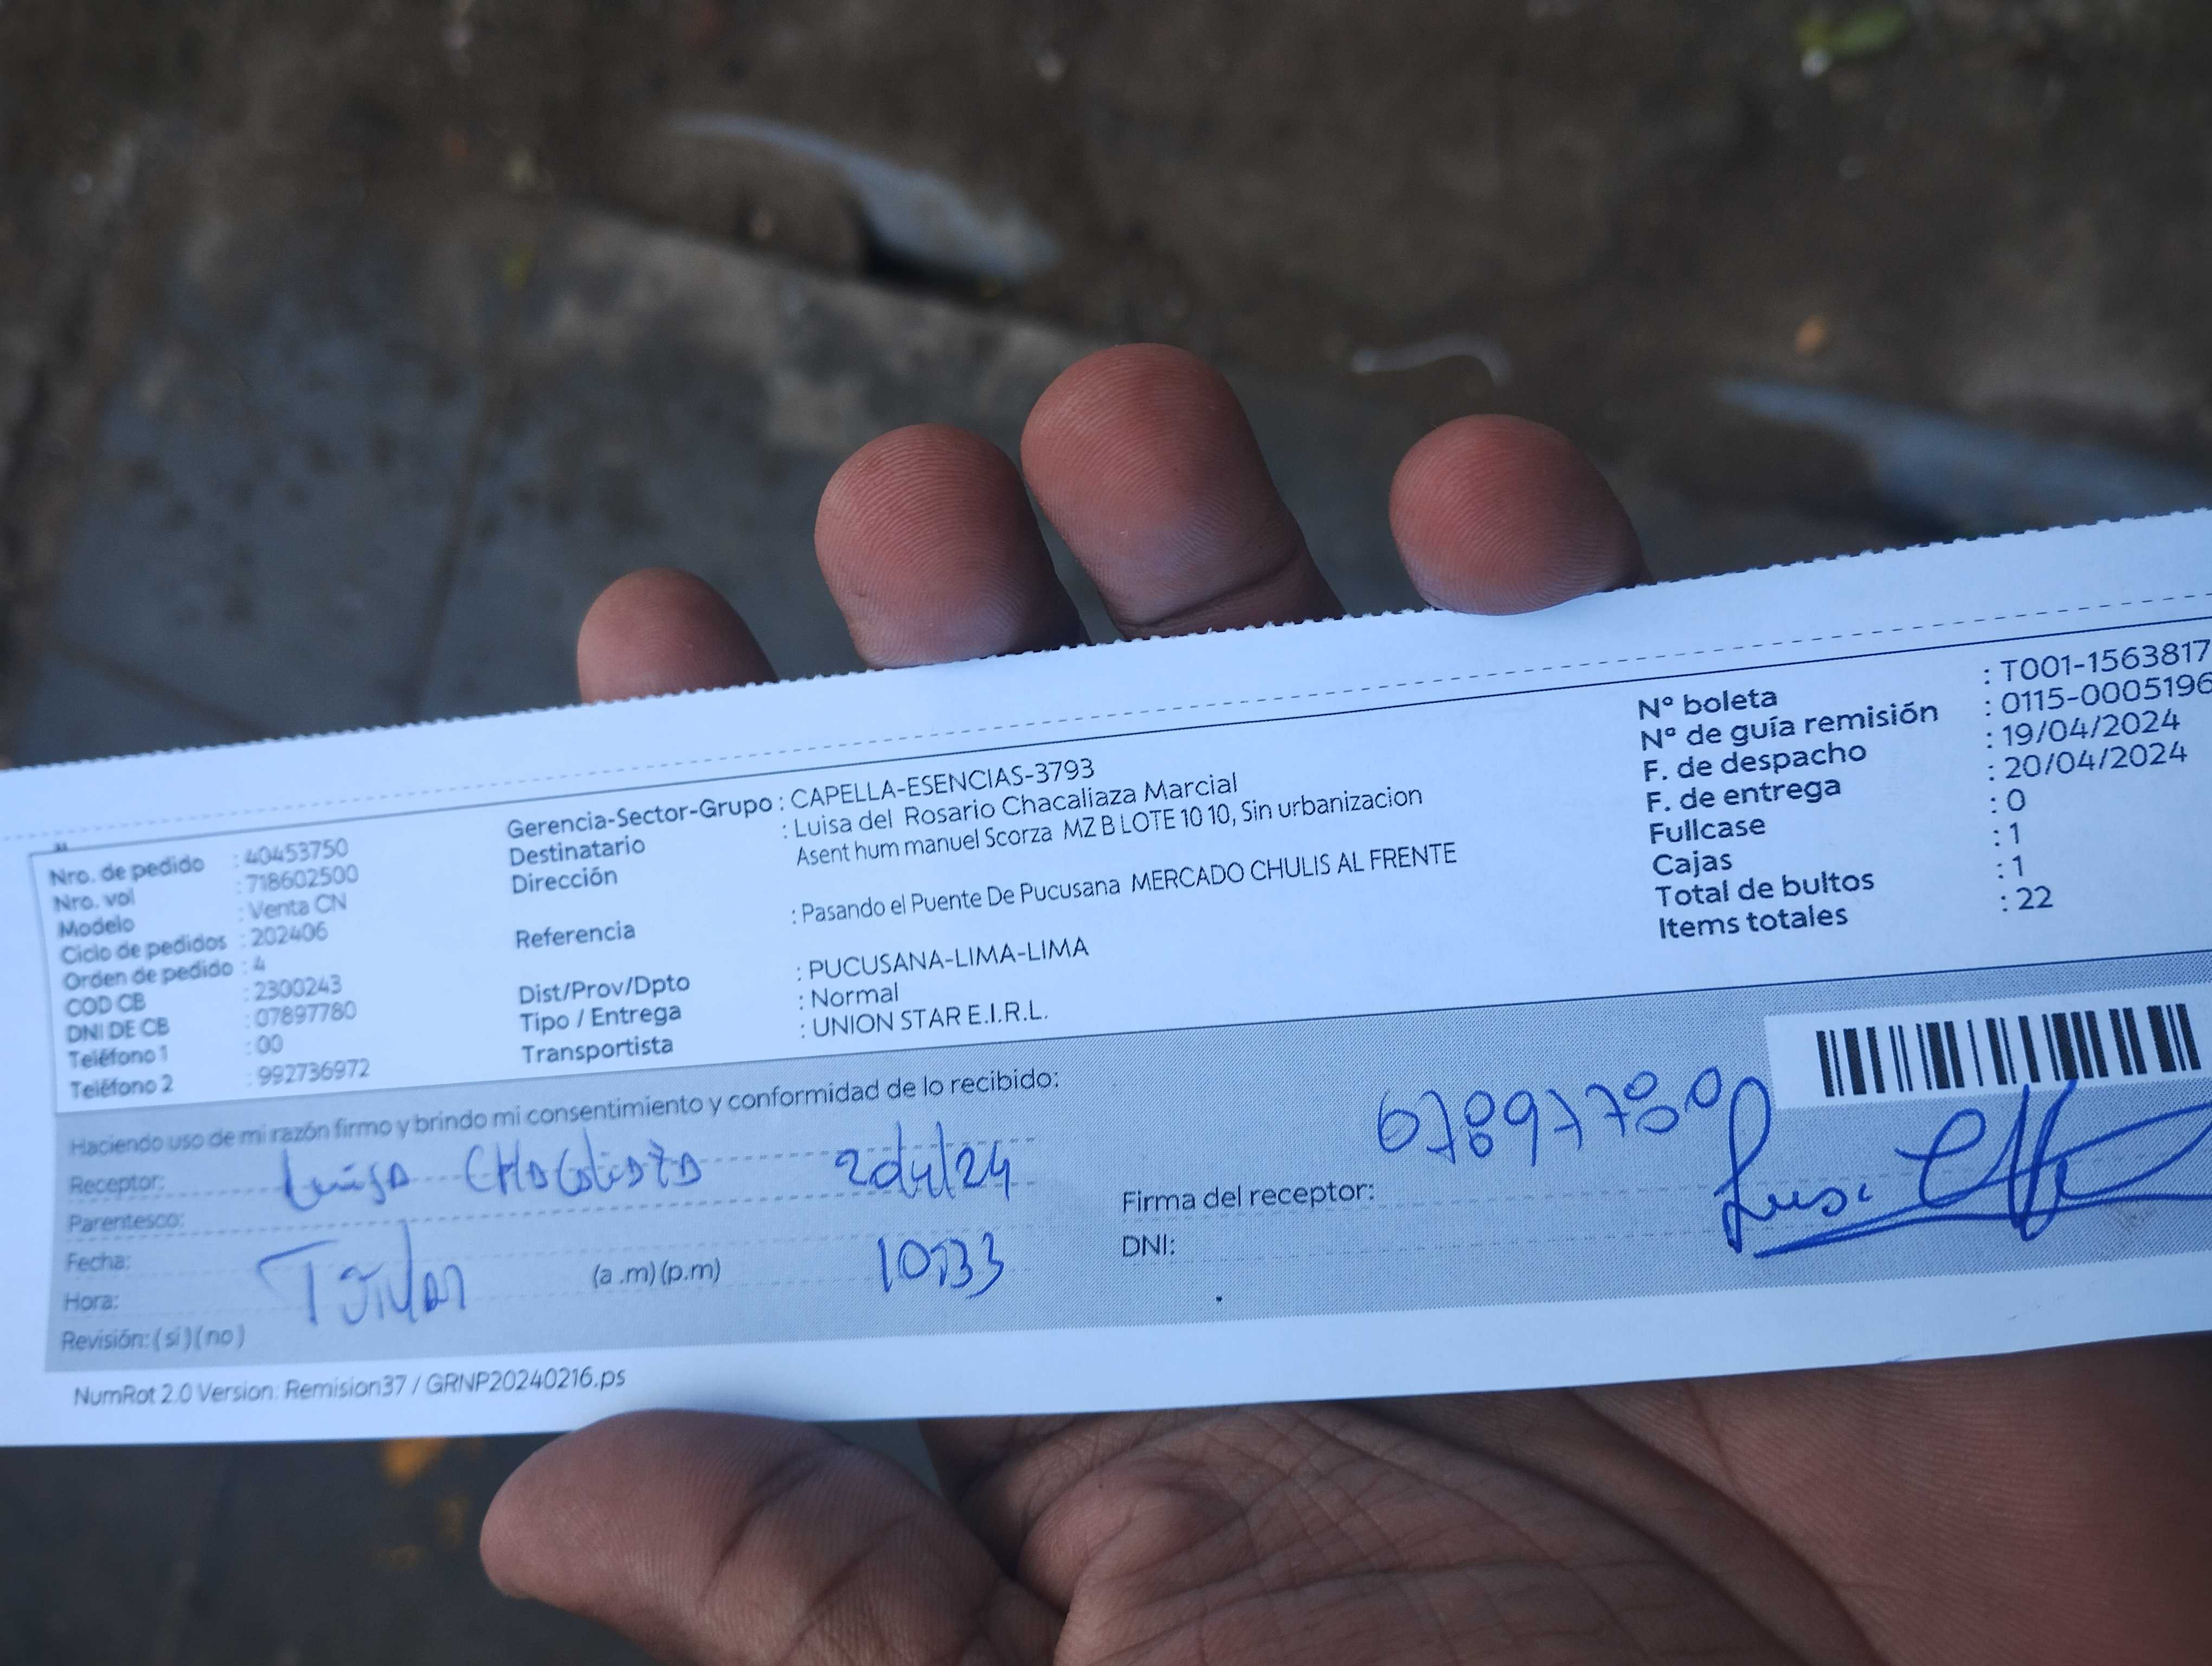 Nro. de pedido : 40453750
Nro. vol : 718602500
Modelo : Venta CN
Ciclo de pedidos : 202406
Orden de pedido : 4
COD CB : 2300243
DNI DE CB : 07897780
Teléfono 1 : 00
Teléfono 2 : 992736972
Gerencia-Sector-Grupo : CAPELLA-ESENCIAS-3793
Destinatario : Luisa del Rosario Chacaliaza Marcial
Dirección Asent hum manuel Scorza MZ B LOTE 10 10, Sin urbanizacion
Referencia : Pasando el Puente De Pucusana MERCADO CHULIS AL FRENTE
Dist/Prov/Dpto : PUCUSANA-LIMA-LIMA
Tipo / Entrega : Normal
Transportista : UNION STAR E.I.R.L.
N° boleta : T001-1563817
N° de guía remisión : 0115-0005196
F. de despacho : 19/04/2024
F. de entrega : 20/04/2024
Fullcase : 0
Cajas : 1
Total de bultos : 1
Items totales : 22
Haciendo uso de mi razón firmo y brindo mi consentimiento y conformidad de lo recibido:
Receptor: Luisa
Parentesco:
Fecha:
Hora: (a .m) (p.m) 10:33
Revisión: ( si ) ( no )
07897780
Firma del receptor:
DNI:
NumRot 2.0 Version: Remision37 / GRNP20240216.ps